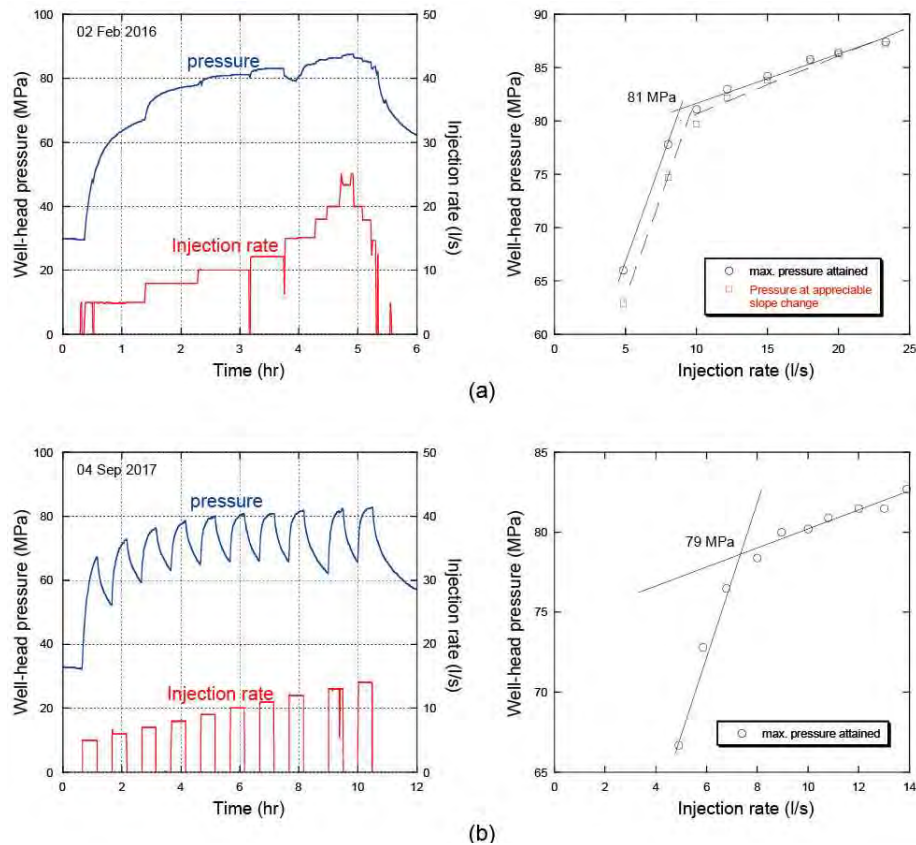 02 Feb 2016
pressure
Injection rate
Well-head pressure (MPa)
100
80
60
40
20
0
50
40
30
20
10
0
Injection rate (l/s)
0 1 2 3 4 5 6
Time (hr)
Well-head pressure (MPa)
90
85
80
75
70
65
60
81 MPa
max. pressure attained
Pressure at appreciable
slope change
0 5 10 15 20 25
Injection rate (l/s)
(a)
04 Sep 2017
pressure
Injection rate
Well-head pressure (MPa)
100
80
60
40
20
0
50
40
30
20
10
0
Injection rate (l/s)
0 2 4 6 8 10 12
Time (hr)
Well-head pressure (MPa)
85
80
75
70
65
79 MPa
max. pressure attained
0 2 4 6 8 10 12 14
Injection rate (l/s)
(b)